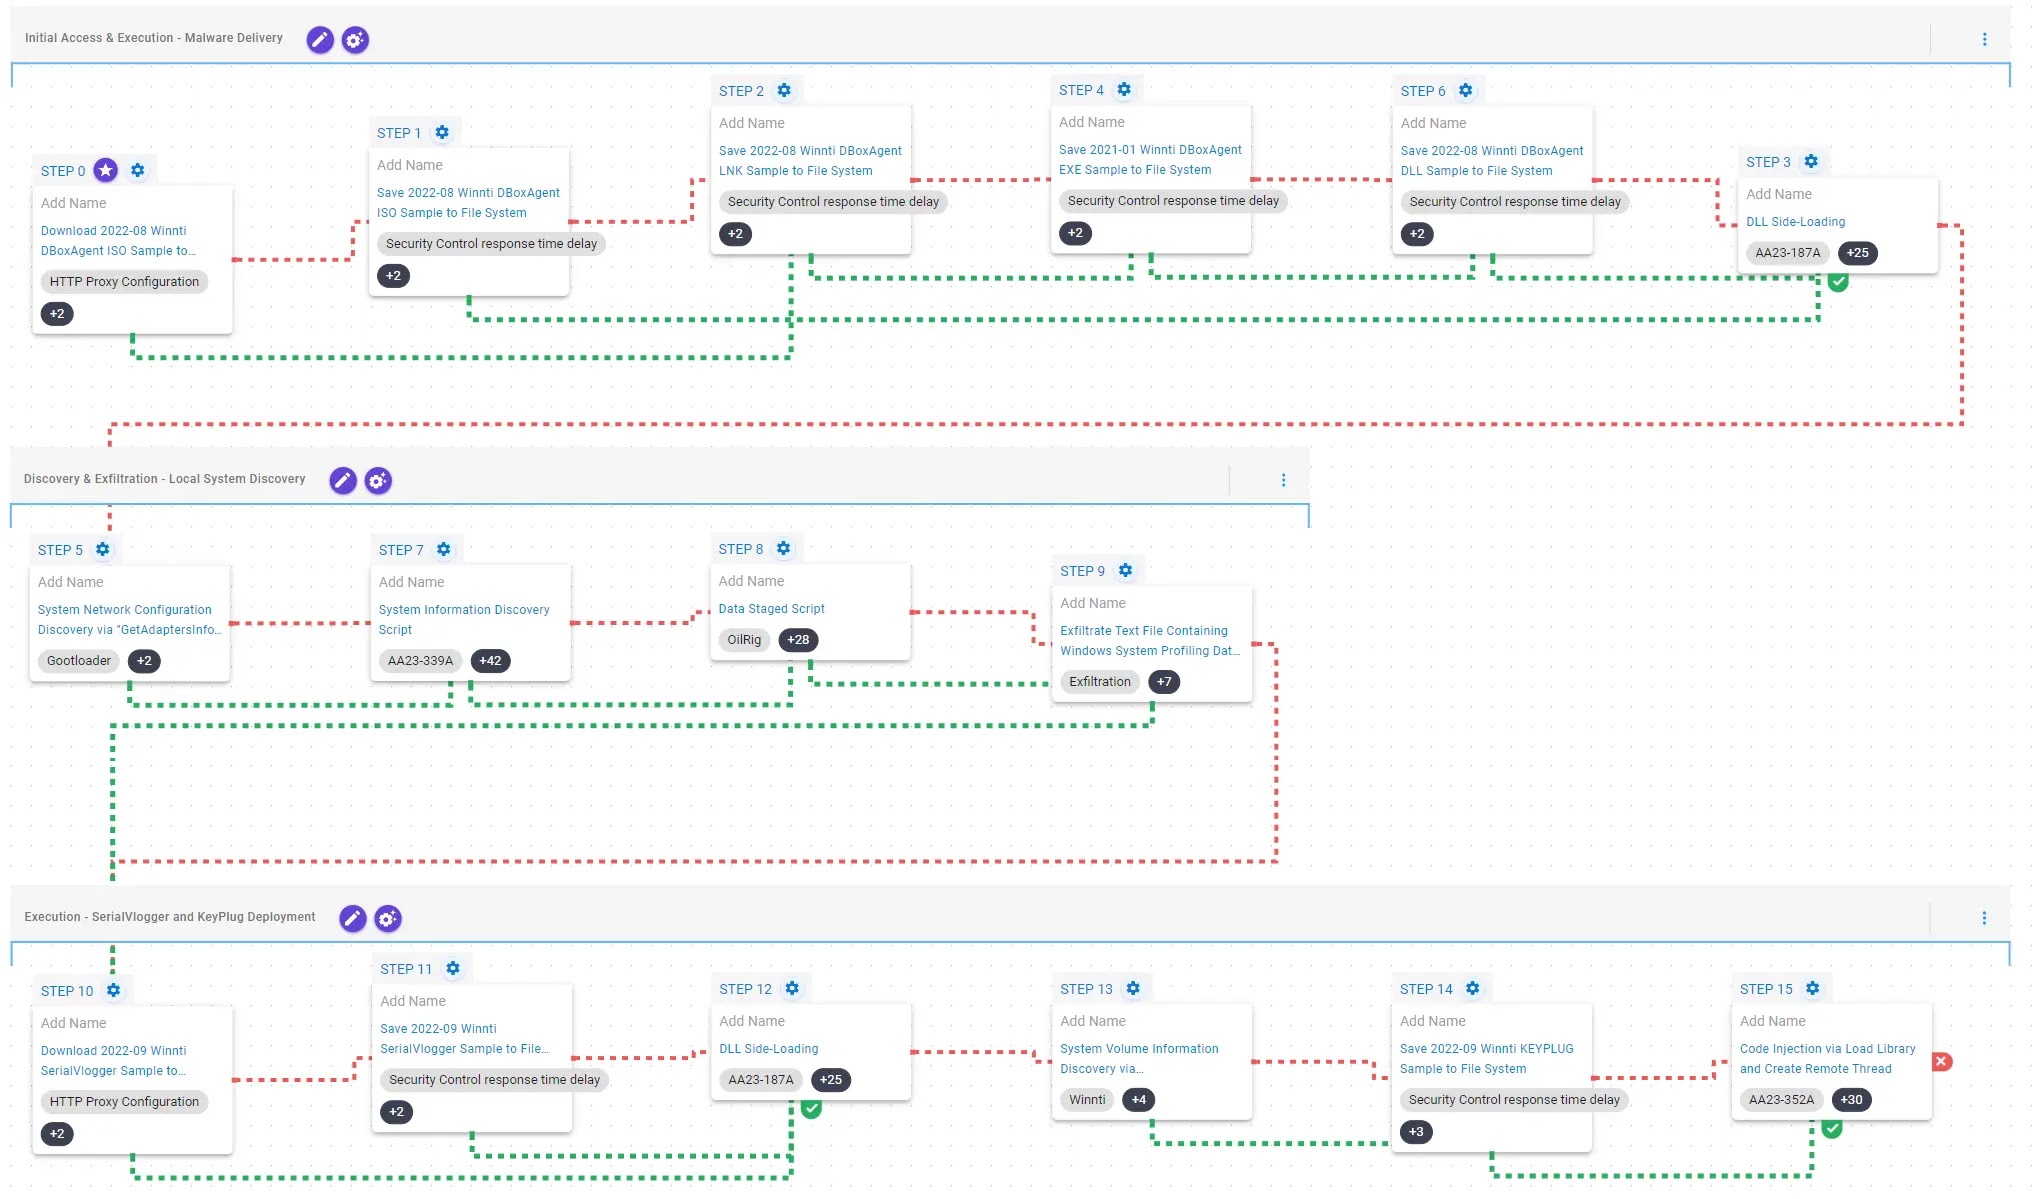 Initial Access & Execution - Malware Delivery
STEP 0
Add Name
Download 2022-08 Winnti
DBoxAgent ISO Sample to...
HTTP Proxy Configuration
+2
STEP 1
Add Name
Save 2022-08 Winnti DBoxAgent
ISO Sample to File System
Security Control response time delay
+2
STEP 2
Add Name
Save 2022-08 Winnti DBoxAgent
LNK Sample to File System
Security Control response time delay
+2
STEP 4
Add Name
Save 2021-01 Winnti DBoxAgent
EXE Sample to File System
Security Control response time delay
+2
STEP 6
Add Name
Save 2022-08 Winnti DBoxAgent
DLL Sample to File System
Security Control response time delay
+2
STEP 3
Add Name
DLL Side-Loading
AA23-187A
+25
Discovery & Exfiltration - Local System Discovery
STEP 5
Add Name
System Network Configuration
Discovery via "GetAdaptersInfo...
Gootloader
+2
STEP 7
Add Name
System Information Discovery
Script
AA23-339A
+42
STEP 8
Add Name
Data Staged Script
OilRig
+28
STEP 9
Add Name
Exfiltrate Text File Containing
Windows System Profiling Dat...
Exfiltration
+7
Execution - SerialVlogger and KeyPlug Deployment
STEP 10
Add Name
Download 2022-09 Winnti
SerialVlogger Sample to...
HTTP Proxy Configuration
+2
STEP 11
Add Name
Save 2022-09 Winnti
SerialVlogger Sample to File...
Security Control response time delay
+2
STEP 12
Add Name
DLL Side-Loading
AA23-187A
+25
STEP 13
Add Name
System Volume Information
Discovery via...
Winnti
+4
STEP 14
Add Name
Save 2022-09 Winnti KEYPLUG
Sample to File System
Security Control response time delay
+3
STEP 15
Add Name
Code Injection via Load Library
and Create Remote Thread
AA23-352A
+30